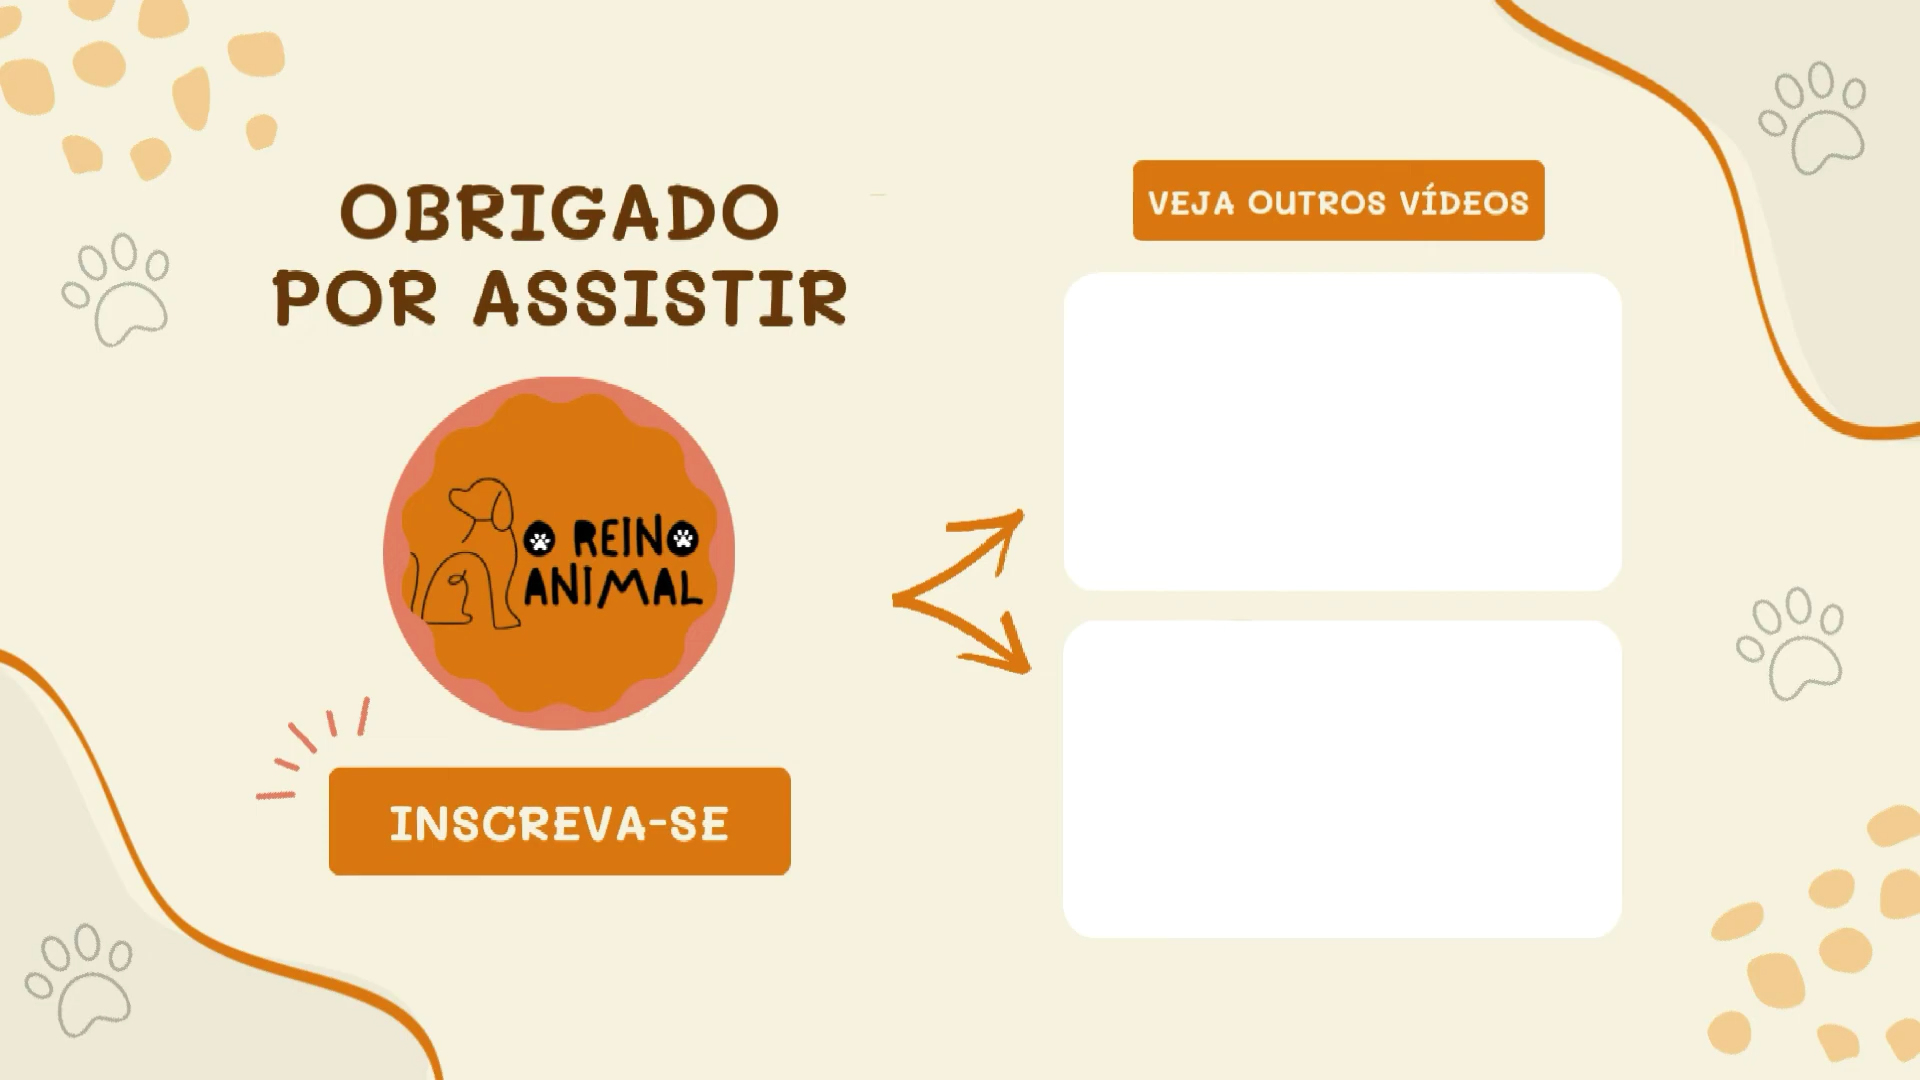 OBRIGADO
POR ASSISTIR
O REINO
ANIMAL
INSCREVA-SE
VEJA OUTROS VÍDEOS